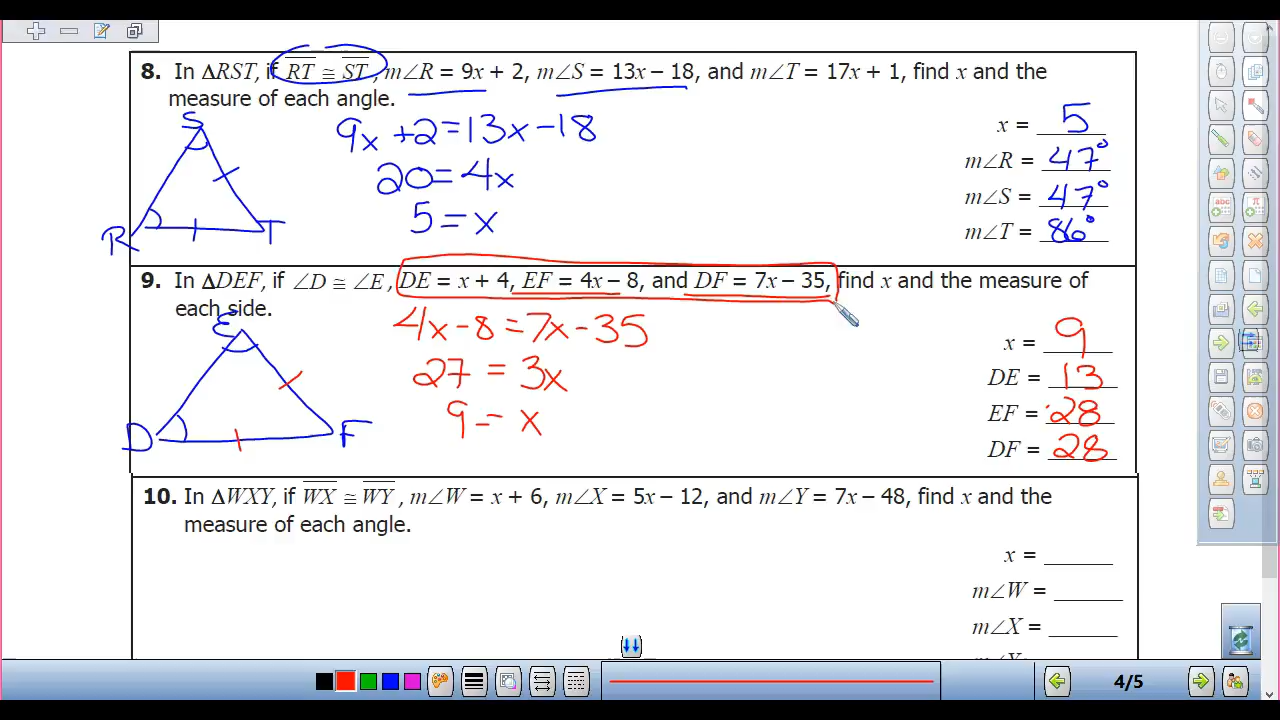 8. In ΔRST, if RT ≅ ST, m∠R = 9x + 2, m∠S = 13x – 18, and m∠T = 17x + 1, find x and the
measure of each angle.
S
R
T
9x +2 = 13x – 18
20 = 4x
5 = x
x = 5
m∠R = 47°
m∠S = 47°
m∠T = 86°
9. In ΔDEF, if ∠D ≅ ∠E, DE = x + 4, EF = 4x – 8, and DF = 7x – 35, find x and the measure of
each side.
E
D
F
4x – 8 = 7x – 35
27 = 3x
9 = x
x = 9
DE = 13
EF = 28
DF = 28
10. In ΔWXY, if WX ≅ WY, m∠W = x + 6, m∠X = 5x – 12, and m∠Y = 7x – 48, find x and the
measure of each angle.
x =
m∠W =
m∠X =
abc
4/5